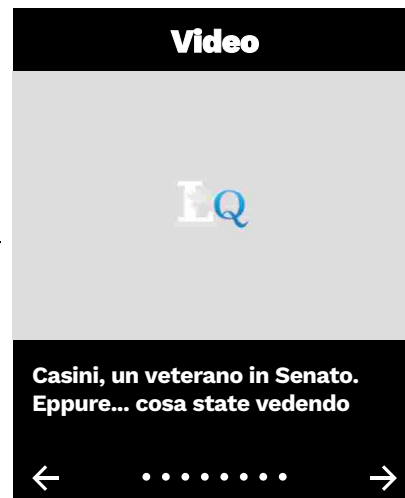 Video
LQ
Casini, un veterano in Senato.
Eppure... cosa state vedendo